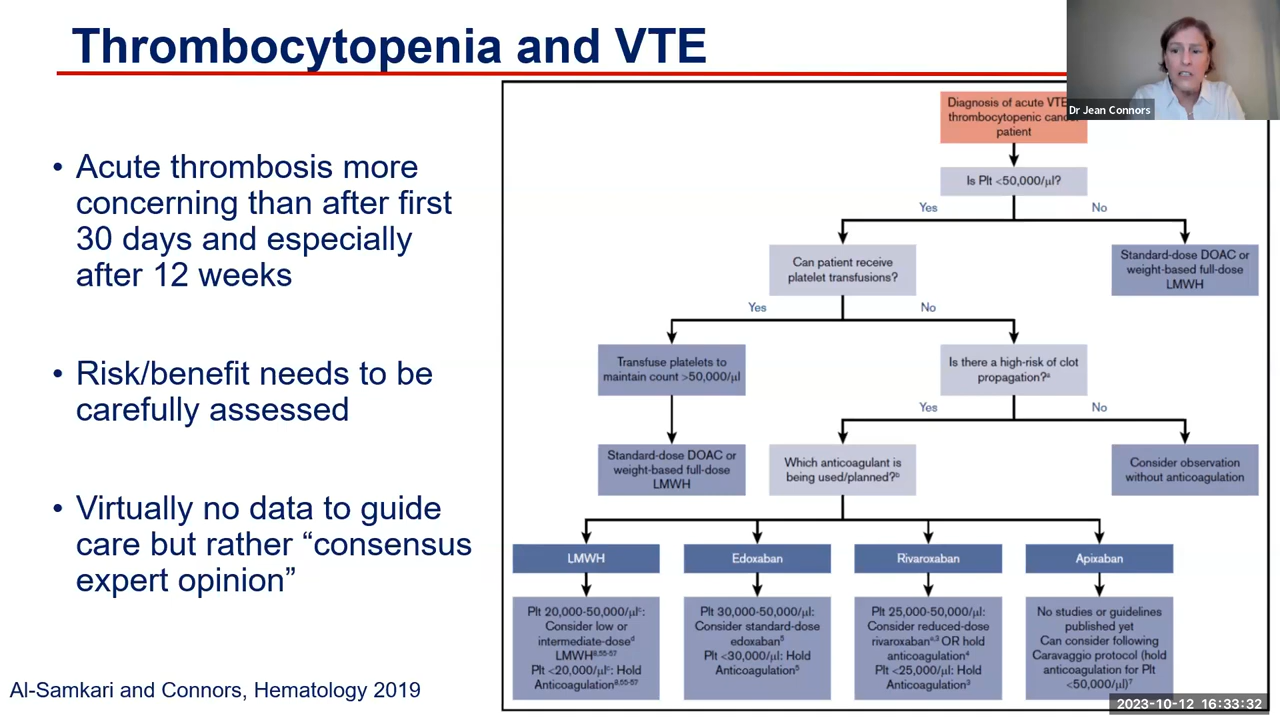 Thrombocytopenia and VTE
• Acute thrombosis more
concerning than after first
30 days and especially
after 12 weeks
• Risk/benefit needs to be
carefully assessed
• Virtually no data to guide
care but rather “consensus
expert opinion”
Al-Samkari and Connors, Hematology 2019
Dr Jean Connors
Diagnosis of acute VTE
thrombocytopenic
patient
Is Plt <50,000/µl?
Yes
No
Can patient receive
platelet transfusions?
Standard-dose DOAC or
weight-based full-dose
LMWH
Yes
No
Transfuse platelets to
maintain count >50,000/µl
Is there a high-risk of clot
propagation?ᵃ
Yes
No
Standard-dose DOAC or
weight-based full-dose
LMWH
Which anticoagulant is
being used/planned?ᵇ
Consider observation
without anticoagulation
LMWH
Edoxaban
Rivaroxaban
Apixaban
Plt 20,000-50,000/µlᶜ:
Consider low or
intermediate-doseᵈ
LMWH
Plt <20,000/µlᶜ: Hold
Anticoagulation
Plt 30,000-50,000/µl:
Consider standard-dose
edoxaban⁵
Plt <30,000/µl: Hold
Anticoagulation⁵
Plt 25,000-50,000/µl:
Consider reduced-dose
rivaroxaban OR hold
anticoagulation⁴
Plt <25,000/µl: Hold
Anticoagulation³
No studies or guidelines
published yet
Can consider following
Caravaggio protocol (hold
anticoagulation for Plt
<50,000/µl)⁷
2023-10-12 16:33:32